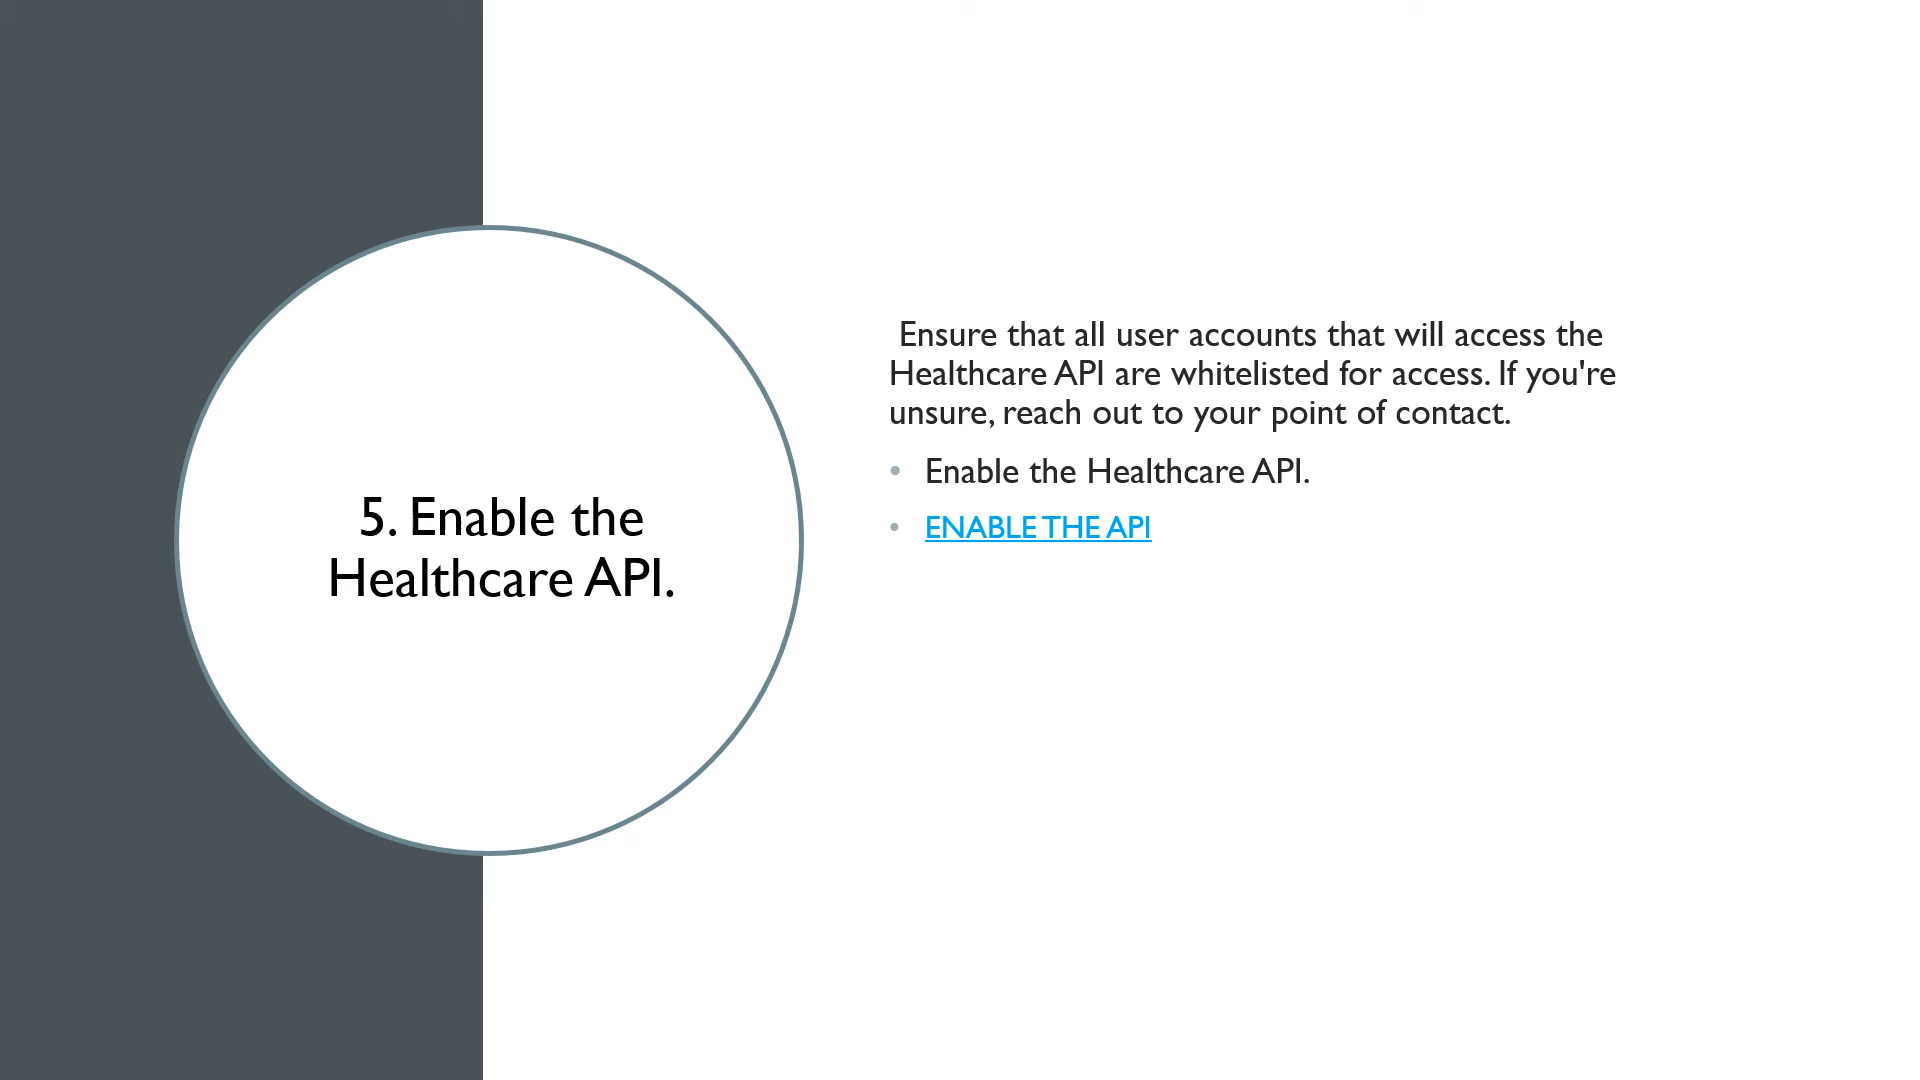 5. Enable the
Healthcare API.
Ensure that all user accounts that will access the
Healthcare API are whitelisted for access. If you're
unsure, reach out to your point of contact.
• Enable the Healthcare API.
• ENABLE THE API